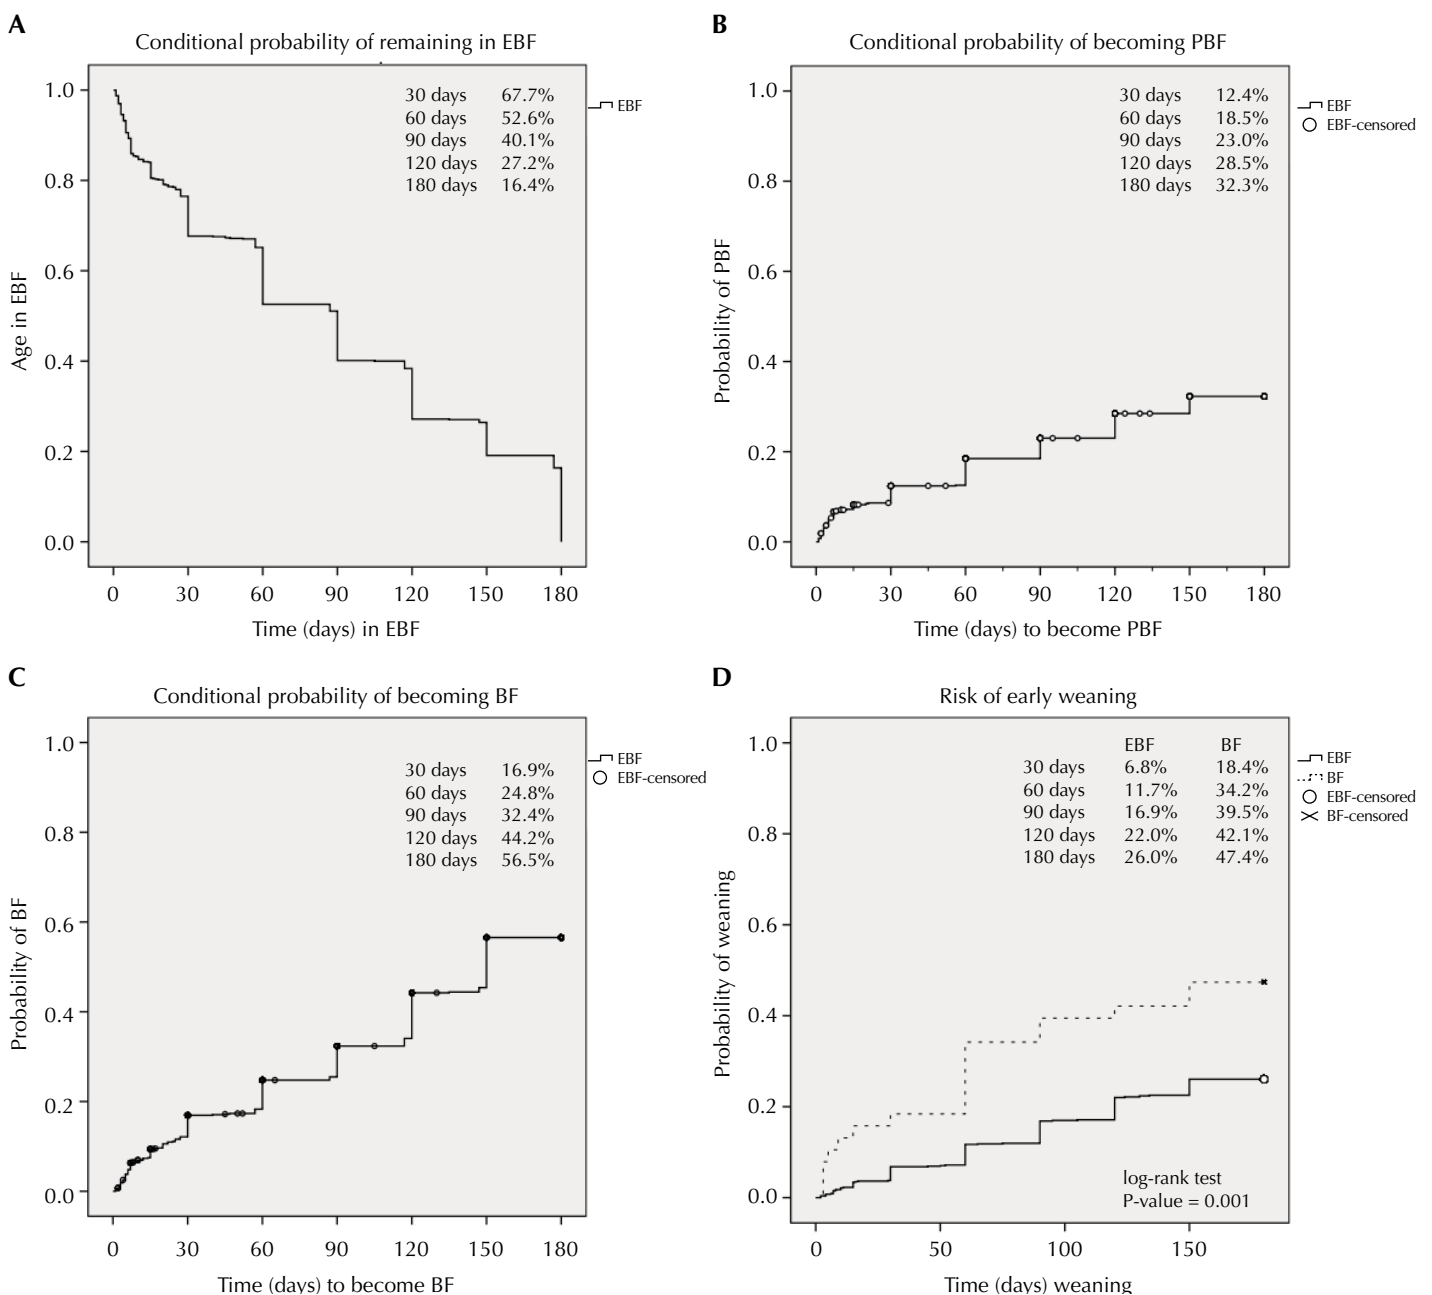 A
Conditional probability of remaining in EBF
30 days 67.7%
60 days 52.6%
90 days 40.1%
120 days 27.2%
180 days 16.4%
EBF
1.0
0.8
0.6
0.4
0.2
0.0
Age in EBF
0 30 60 90 120 150 180
Time (days) in EBF
B
Conditional probability of becoming PBF
30 days 12.4%
60 days 18.5%
90 days 23.0%
120 days 28.5%
180 days 32.3%
EBF
EBF-censored
1.0
0.8
0.6
0.4
0.2
0.0
Probability of PBF
0 30 60 90 120 150 180
Time (days) to become PBF
C
Conditional probability of becoming BF
30 days 16.9%
60 days 24.8%
90 days 32.4%
120 days 44.2%
180 days 56.5%
EBF
EBF-censored
1.0
0.8
0.6
0.4
0.2
0.0
Probability of BF
0 30 60 90 120 150 180
Time (days) to become BF
D
Risk of early weaning
EBF BF
30 days 6.8% 18.4%
60 days 11.7% 34.2%
90 days 16.9% 39.5%
120 days 22.0% 42.1%
180 days 26.0% 47.4%
EBF
BF
EBF-censored
BF-censored
1.0
0.8
0.6
0.4
0.2
0.0
Probability of weaning
log-rank test
P-value = 0.001
0 50 100 150
Time (days) weaning